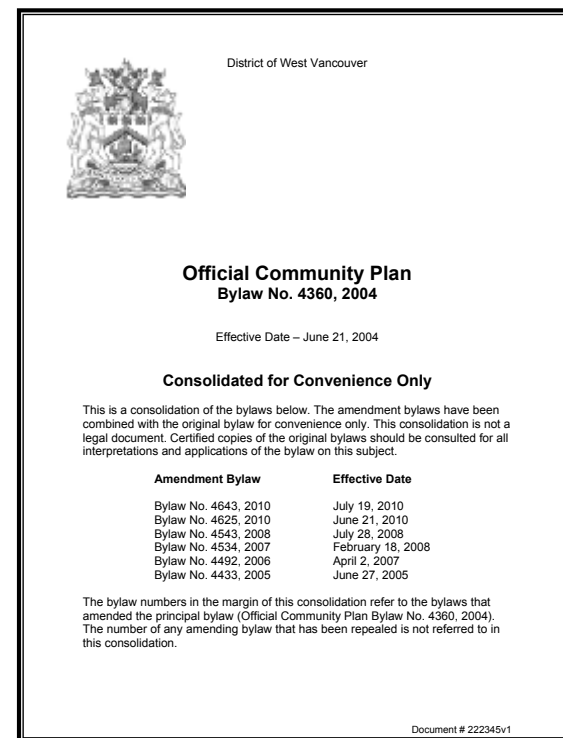 District of West Vancouver
Official Community Plan
Bylaw No. 4360, 2004
Effective Date – June 21, 2004
Consolidated for Convenience Only
This is a consolidation of the bylaws below. The amendment bylaws have been
combined with the original bylaw for convenience only. This consolidation is not a
legal document. Certified copies of the original bylaws should be consulted for all
interpretations and applications of the bylaw on this subject.
Amendment Bylaw Effective Date
Bylaw No. 4643, 2010 July 19, 2010
Bylaw No. 4625, 2010 June 21, 2010
Bylaw No. 4543, 2008 July 28, 2008
Bylaw No. 4534, 2007 February 18, 2008
Bylaw No. 4492, 2006 April 2, 2007
Bylaw No. 4433, 2005 June 27, 2005
The bylaw numbers in the margin of this consolidation refer to the bylaws that
amended the principal bylaw (Official Community Plan Bylaw No. 4360, 2004).
The number of any amending bylaw that has been repealed is not referred to in
this consolidation.
Document # 222345v1